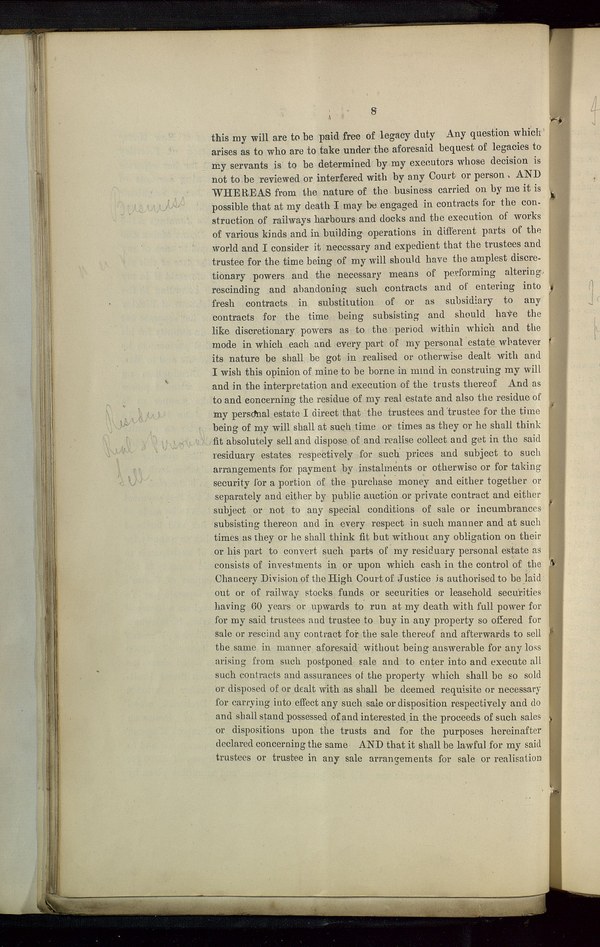 8
this my will are to be paid free of legacy duty Any question which
arises as to who are to take under the aforesaid bequest of legacies to
my servants is to be determined by my executors whose decision is
not to be reviewed or interfered with by any Court or person . AND
WHEREAS from the nature of the business carried on by me it is
Business
possible that at my death I may be engaged in contracts for the con-
struction of railways harbours and docks and the execution of works
of various kinds and in building operations in different parts of the
world and I consider it necessary and expedient that the trustees and
trustee for the time being of my will should have the amplest discre-
tionary powers and the necessary means of performing altering
rescinding and abandoning such contracts and of entering into
fresh contracts in substitution of or as subsidiary to any
contracts for the time being subsisting and should have the
like discretionary powers as to the period within which and the
mode in which each and every part of my personal estate whatever
its nature be shall be got in realised or otherwise dealt with and
I wish this opinion of mine to be borne in mind in construing my will
and in the interpretation and execution of the trusts thereof And as
to and concerning the residue of my real estate and also the residue of
my personal estate I direct that the trustees and trustee for the time
being of my will shall at such time or times as they or he shall think
Residue
Real & Personal
Sell
fit absolutely sell and dispose of and realise collect and get in the said
residuary estates respectively for such prices and subject to such
arrangements for payment by instalments or otherwise or for taking
security for a portion of the purchase money and either together or
separately and either by public auction or private contract and either
subject or not to any special conditions of sale or incumbrances
subsisting thereon and in every respect in such manner and at such
times as they or he shall think fit but without any obligation on their
or his part to convert such parts of my residuary personal estate as
consists of investments in or upon which cash in the control of the
Chancery Division of the High Court of Justice is authorised to be laid
out or of railway stocks funds or securities or leasehold securities
having 60 years or upwards to run at my death with full power for
for my said trustees and trustee to buy in any property so offered for
sale or rescind any contract for the sale thereof and afterwards to sell
the same in manner aforesaid without being answerable for any loss
arising from such postponed sale and to enter into and execute all
such contracts and assurances of the property which shall be so sold
or disposed of or dealt with as shall be deemed requisite or necessary
for carrying into effect any such sale or disposition respectively and do
and shall stand possessed of and interested in the proceeds of such sales
or dispositions upon the trusts and for the purposes hereinafter
declared concerning the same AND that it shall be lawful for my said
trustees or trustee in any sale arrangements for sale or realisation